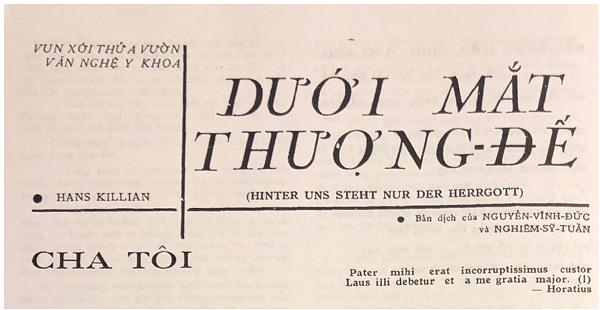 VUN XỚI THỬA VƯỜN
VĂN NGHỆ Y KHOA
DƯỚI MẮT
THƯỢNG-ĐẾ
● HANS KILLIAN
(HINTER UNS STEHT NUR DER HERRGOTT)
● Bản dịch của NGUYỄN-VĨNH-ĐỨC
và NGHIÊM-SỸ-TUẤN
CHA TÔI
Pater mihi erat incorruptissimus custor
Laus illi debetur et a me gratia major. (I)
— Horatius